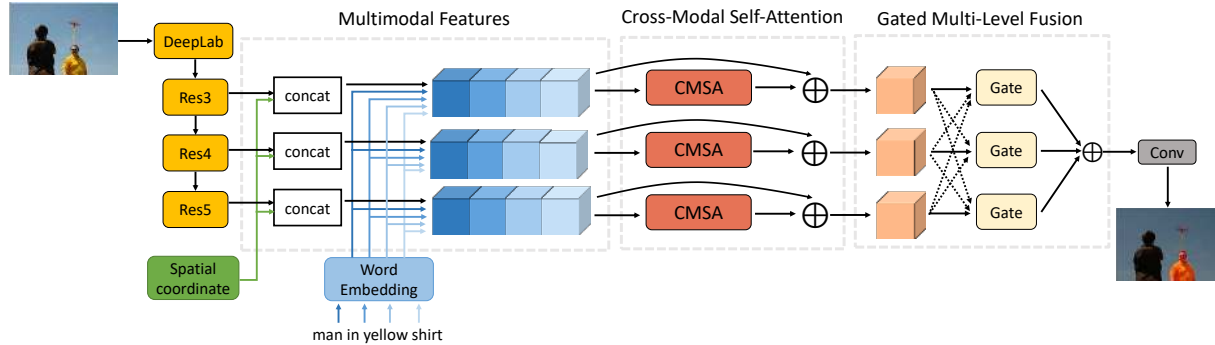 Multimodal Features
Cross-Modal Self-Attention
Gated Multi-Level Fusion
DeepLab
Res3
concat
CMSA
Gate
Res4
concat
CMSA
Gate
Conv
Res5
concat
CMSA
Gate
Spatial
coordinate
Word
Embedding
man in yellow shirt